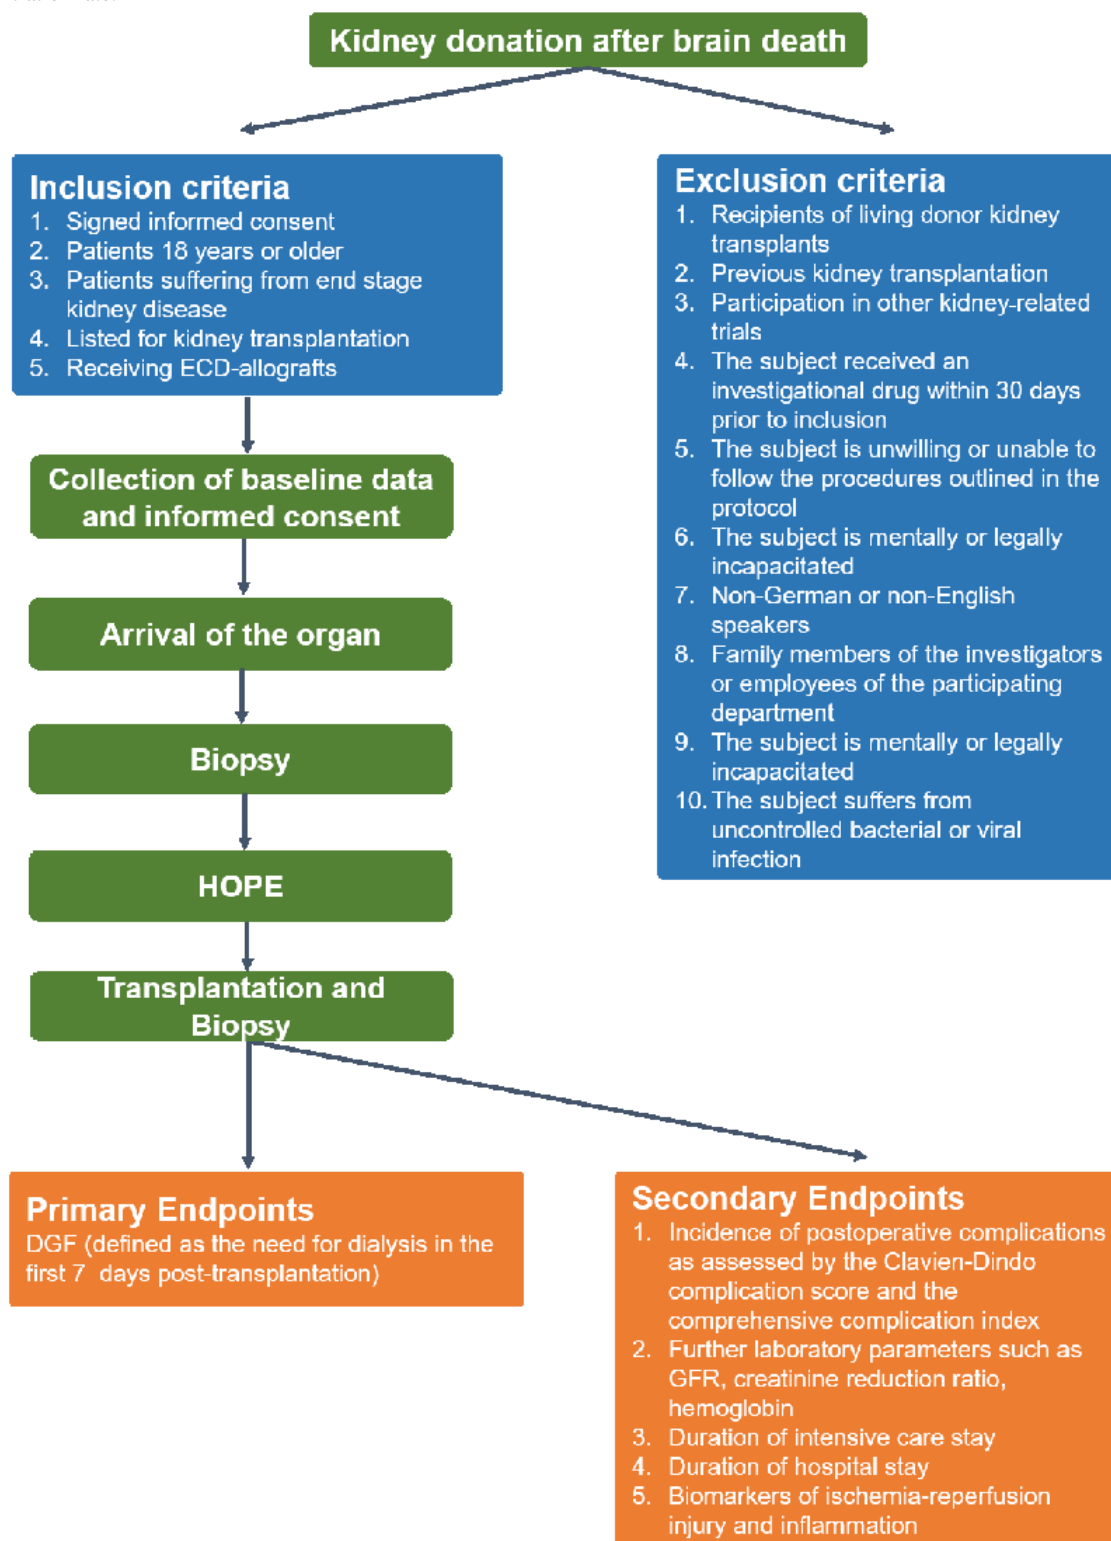 Kidney donation after brain death
Inclusion criteria
1. Signed informed consent
2. Patients 18 years or older
3. Patients suffering from end stage
kidney disease
4. Listed for kidney transplantation
5. Receiving ECD-allografts
Collection of baseline data
and informed consent
Arrival of the organ
Biopsy
HOPE
Transplantation and
Biopsy
Exclusion criteria
1. Recipients of living donor kidney
transplants
2. Previous kidney transplantation
3. Participation in other kidney-related
trials
4. The subject received an
investigational drug within 30 days
prior to inclusion
5. The subject is unwilling or unable to
follow the procedures outlined in the
protocol
6. The subject is mentally or legally
incapacitated
7. Non-German or non-English
speakers
8. Family members of the investigators
or employees of the participating
department
9. The subject is mentally or legally
incapacitated
10. The subject suffers from
uncontrolled bacterial or viral
infection
Primary Endpoints
DGF (defined as the need for dialysis in the
first 7 days post-transplantation)
Secondary Endpoints
1. Incidence of postoperative complications
as assessed by the Clavien-Dindo
complication score and the
comprehensive complication index
2. Further laboratory parameters such as
GFR, creatinine reduction ratio,
hemoglobin
3. Duration of intensive care stay
4. Duration of hospital stay
5. Biomarkers of ischemia-reperfusion
injury and inflammation